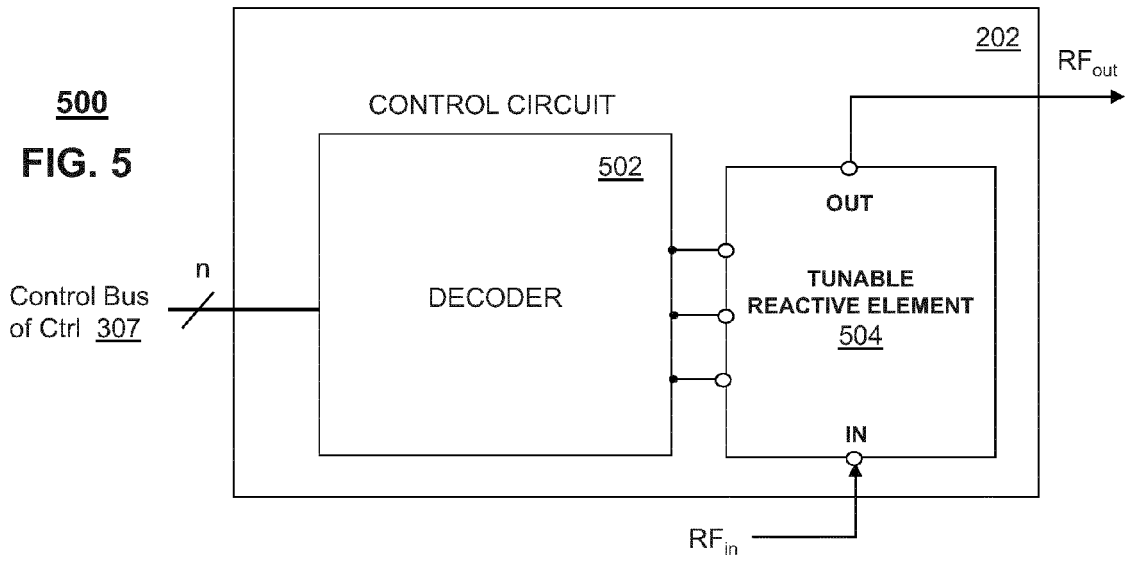 500
FIG. 5
202
RFout
CONTROL CIRCUIT
502
OUT
n
Control Bus
of Ctrl 307
DECODER
TUNABLE
REACTIVE ELEMENT
504
IN
RFin